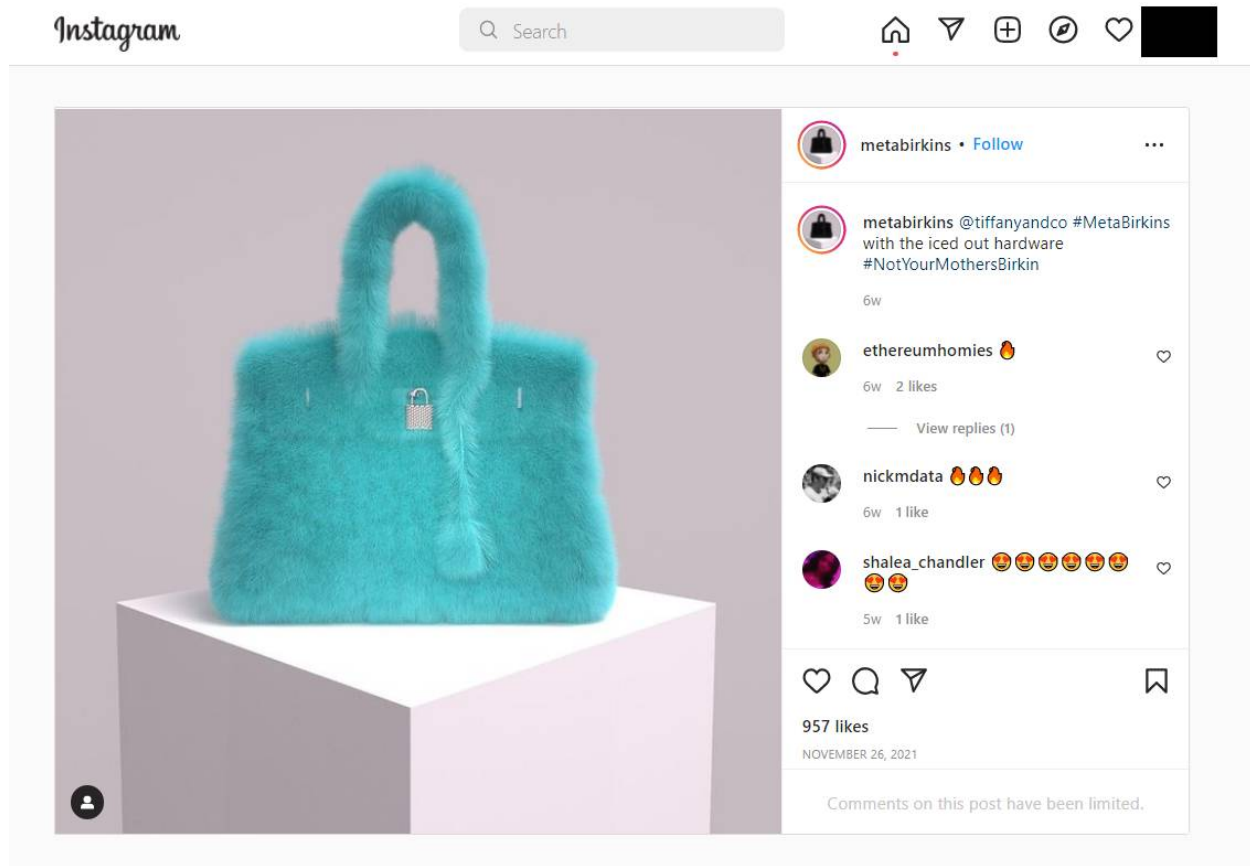 Instagram
Search
metabirkins • Follow
metabirkins @tiffanyandco #MetaBirkins
with the iced out hardware
#NotYourMothersBirkin
6w
ethereumhomies 🔥
6w 2 likes
View replies (1)
nickmdata 🔥🔥🔥
6w 1 like
shalea_chandler 😍😍😍😍😍😍
😍😍
5w 1 like
957 likes
NOVEMBER 26, 2021
Comments on this post have been limited.